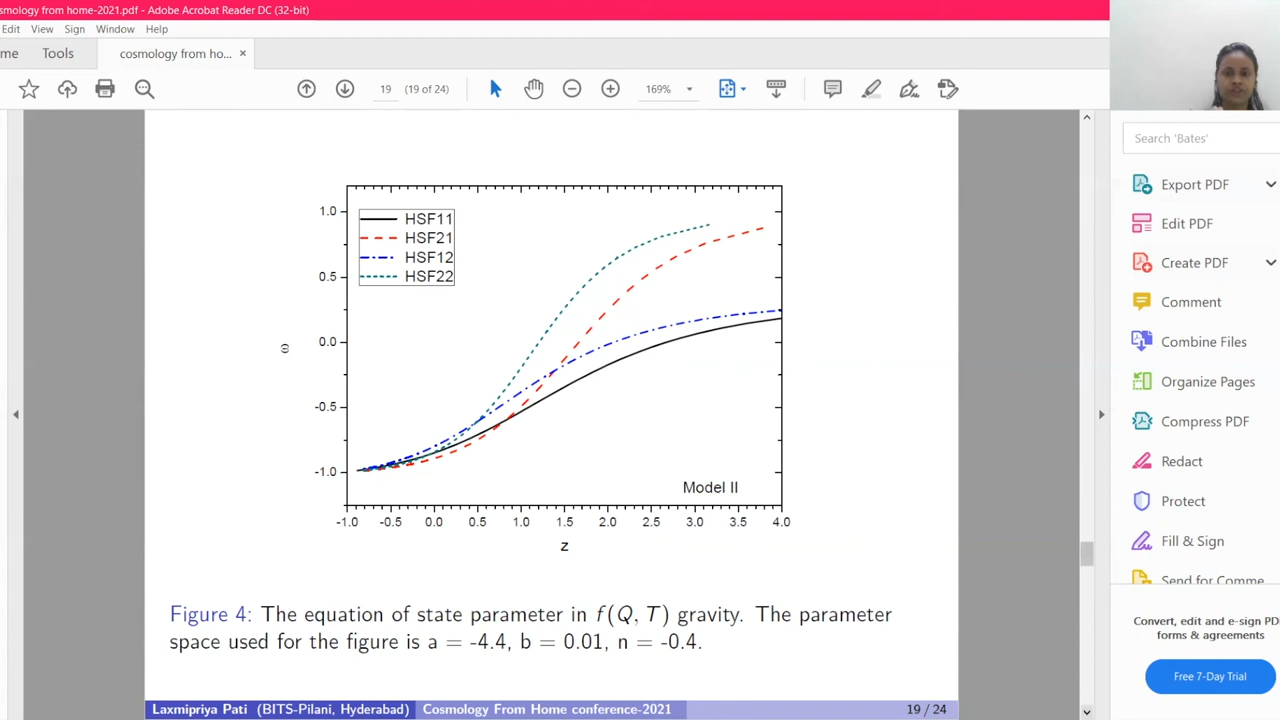 smology from home-2021.pdf - Adobe Acrobat Reader DC (32-bit)
Edit View Sign Window Help
me Tools cosmology from ho... ×
19 (19 of 24) 169%
Search 'Bates'
Export PDF
Edit PDF
Create PDF
Comment
Combine Files
Organize Pages
Compress PDF
Redact
Protect
Fill & Sign
Send for Comme
Convert, edit and e-sign PD
forms & agreements
Free 7-Day Trial
HSF11
HSF21
HSF12
HSF22
1.0
0.5
0.0
-0.5
-1.0
ω
Model II
-1.0 -0.5 0.0 0.5 1.0 1.5 2.0 2.5 3.0 3.5 4.0
z
Figure 4: The equation of state parameter in f(Q, T) gravity. The parameter
space used for the figure is a = -4.4, b = 0.01, n = -0.4.
Laxmipriya Pati (BITS-Pilani, Hyderabad) Cosmology From Home conference-2021 19 / 24